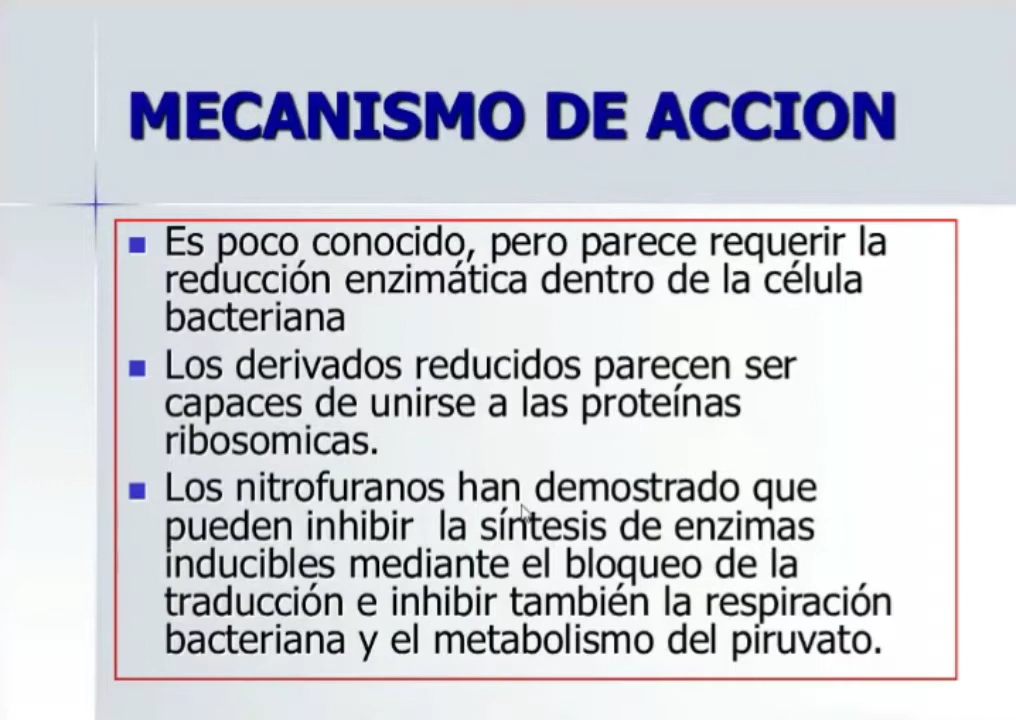 MECANISMO DE ACCION
Es poco conocido, pero parece requerir la
reducción enzimática dentro de la célula
bacteriana
Los derivados reducidos parecen ser
capaces de unirse a las proteínas
ribosomicas.
Los nitrofuranos han demostrado que
pueden inhibir la síntesis de enzimas
inducibles mediante el bloqueo de la
traducción e inhibir también la respiración
bacteriana y el metabolismo del piruvato.